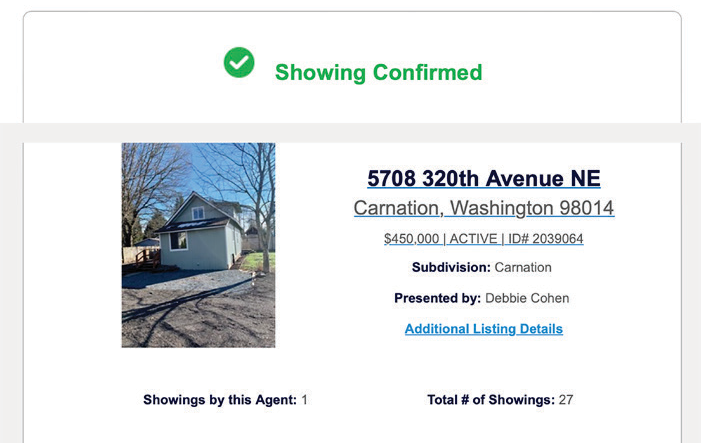 Showing Confirmed
5708 320th Avenue NE
Carnation, Washington 98014
$450,000 | ACTIVE | ID# 2039064
Subdivision: Carnation
Presented by: Debbie Cohen
Additional Listing Details
Showings by this Agent: 1
Total # of Showings: 27